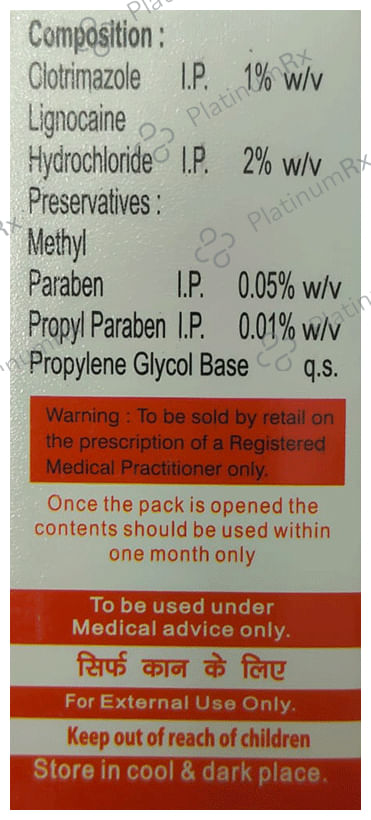 Composition :
Clotrimazole I.P. 1% w/v
Lignocaine
Hydrochloride I.P. 2% w/v
Preservatives :
Methyl
Paraben I.P. 0.05% w/v
Propyl Paraben I.P. 0.01% w/v
Propylene Glycol Base q.s.
Warning : To be sold by retail on
the prescription of a Registered
Medical Practitioner only.
Once the pack is opened the
contents should be used within
one month only
To be used under
Medical advice only.
सिर्फ कान के लिए
For External Use Only.
Keep out of reach of children
Store in cool & dark place.
PlatinumRx
PlatinumRx